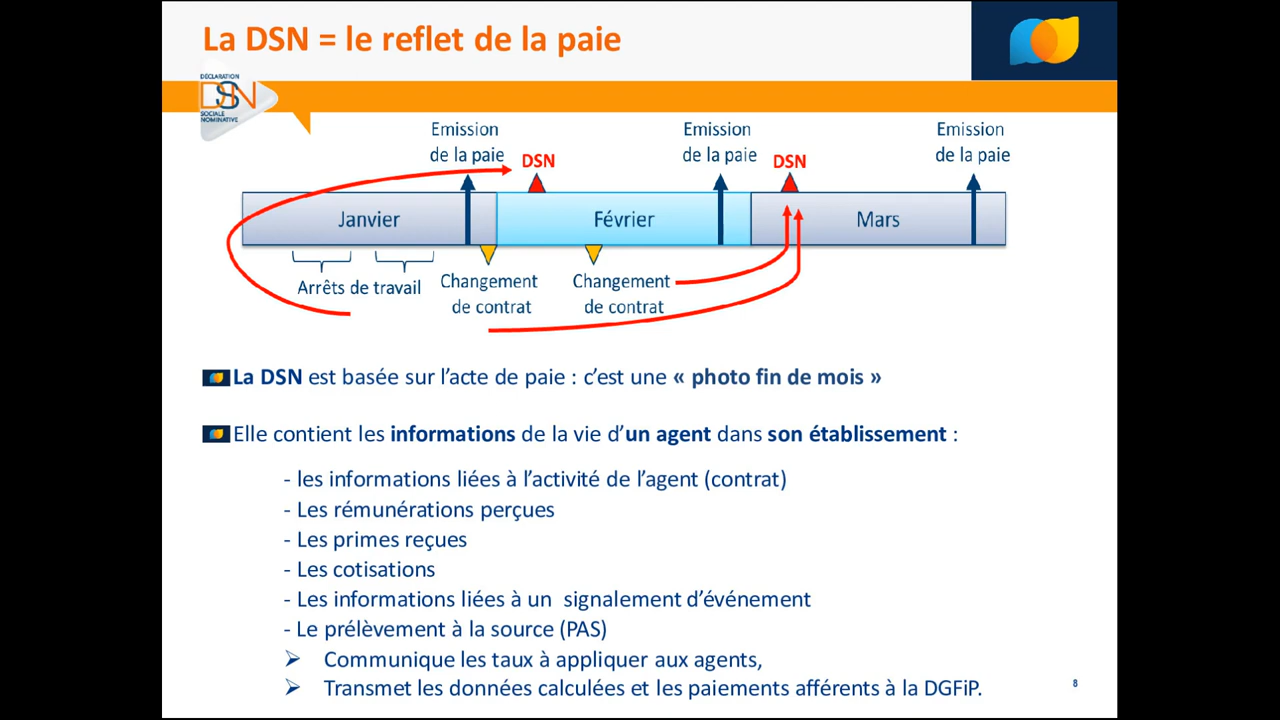 La DSN = le reflet de la paie
DÉCLARATION
DSN
SOCIALE
NOMINATIVE
Emission
de la paie
DSN
Emission
de la paie
DSN
Emission
de la paie
Janvier
Février
Mars
Arrêts de travail
Changement
de contrat
Changement
de contrat
La DSN est basée sur l’acte de paie : c’est une « photo fin de mois »
Elle contient les informations de la vie d’un agent dans son établissement :
- les informations liées à l’activité de l’agent (contrat)
- Les rémunérations perçues
- Les primes reçues
- Les cotisations
- Les informations liées à un signalement d’événement
- Le prélèvement à la source (PAS)
➢ Communique les taux à appliquer aux agents,
➢ Transmet les données calculées et les paiements afférents à la DGFiP.
8